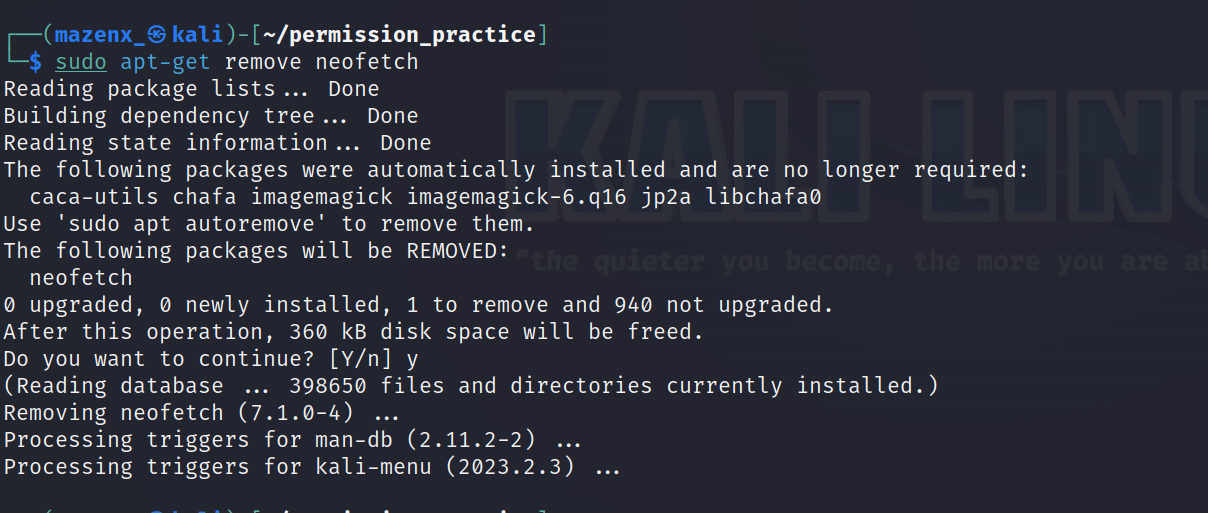 ┌──(mazenx_㉿kali)-[~/permission_practice]
└─$ sudo apt-get remove neofetch
Reading package lists... Done
Building dependency tree... Done
Reading state information... Done
The following packages were automatically installed and are no longer required:
  caca-utils chafa imagemagick imagemagick-6.q16 jp2a libchafa0
Use 'sudo apt autoremove' to remove them.
The following packages will be REMOVED:
  neofetch
0 upgraded, 0 newly installed, 1 to remove and 940 not upgraded.
After this operation, 360 kB disk space will be freed.
Do you want to continue? [Y/n] y
(Reading database ... 398650 files and directories currently installed.)
Removing neofetch (7.1.0-4) ...
Processing triggers for man-db (2.11.2-2) ...
Processing triggers for kali-menu (2023.2.3) ...
KALI LINU
"the quieter you become, the more you are a